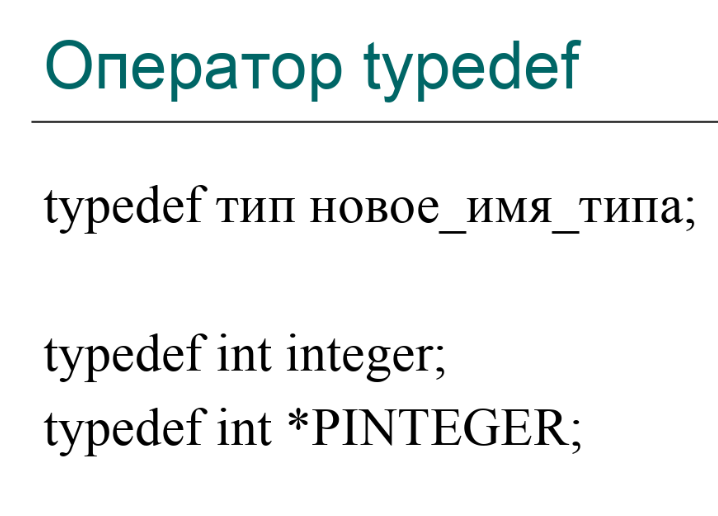 Оператор typedef
typedef тип новое_имя_типа;
typedef int integer;
typedef int *PINTEGER;